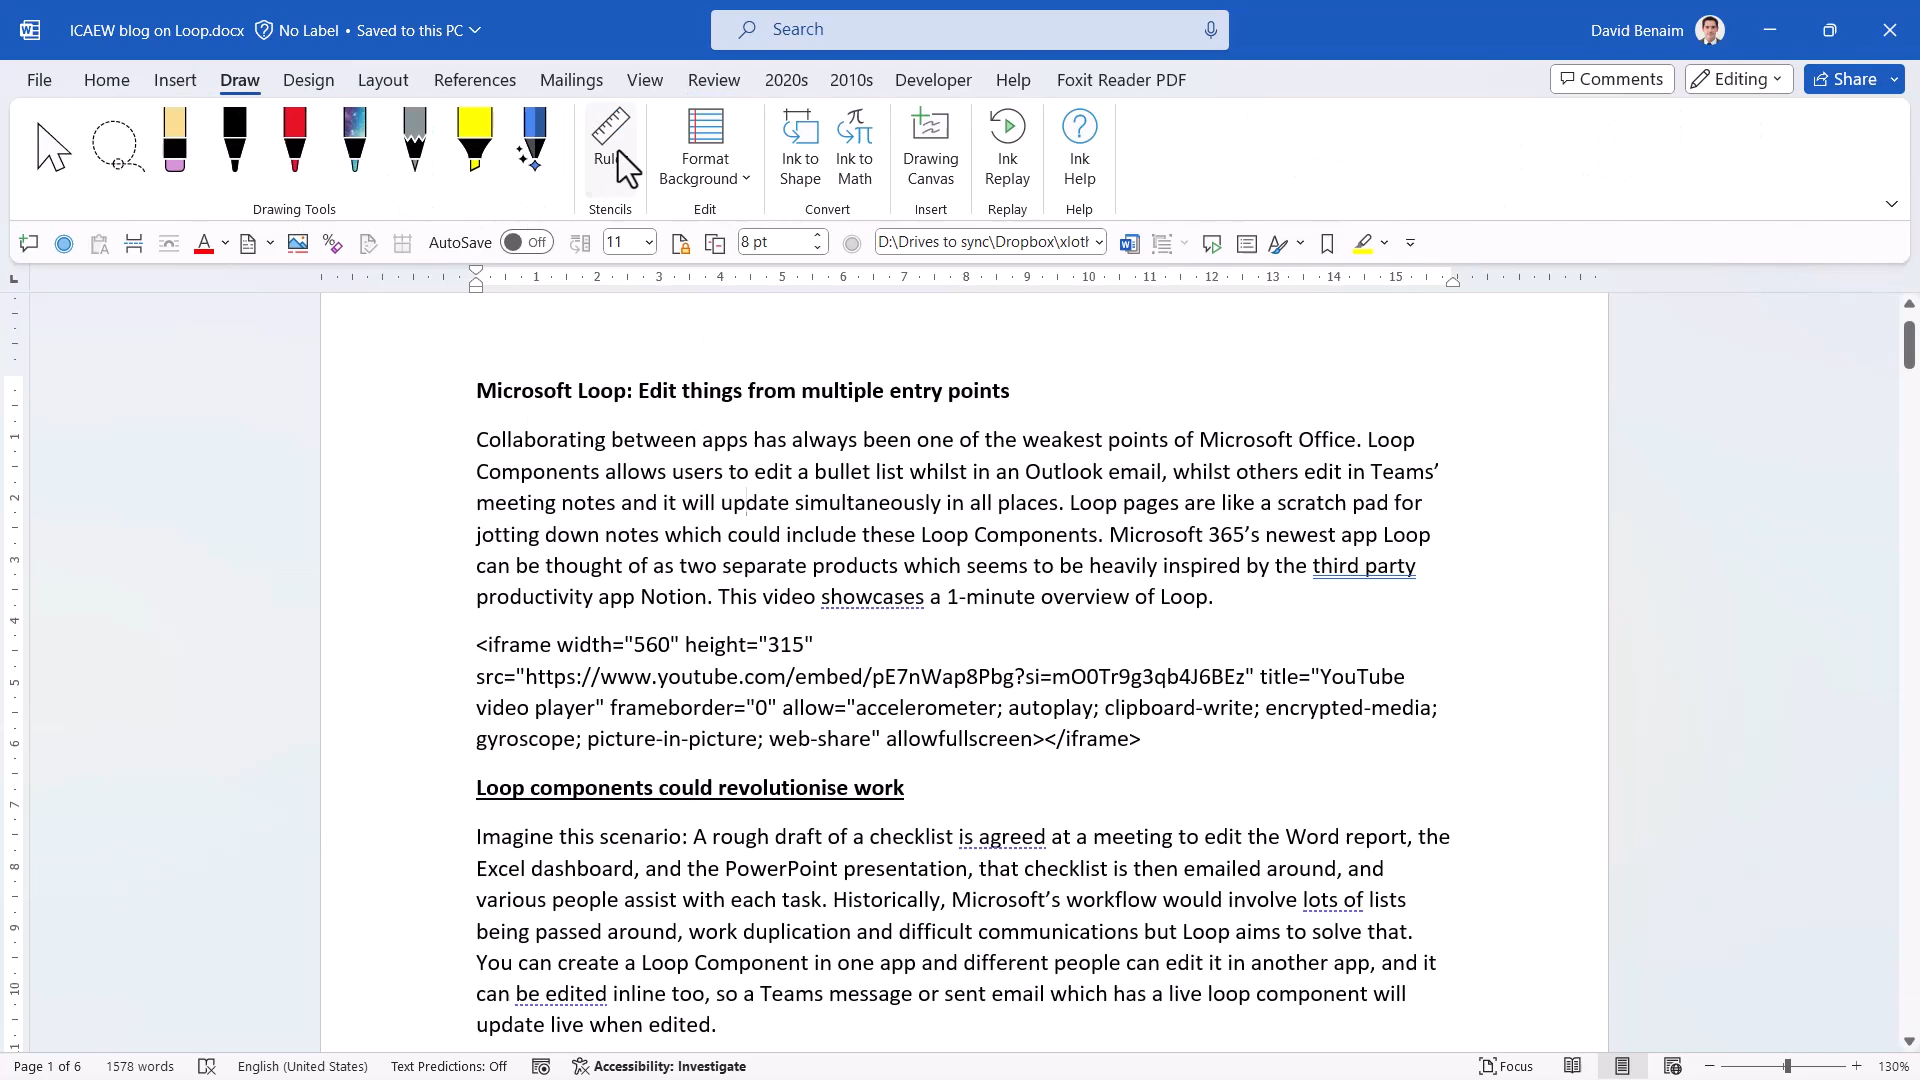 ICAEW blog on Loop.docx No Label • Saved to this PC
Search
David Benaim
File Home Insert Draw Design Layout References Mailings View Review 2020s 2010s Developer Help Foxit Reader PDF
Comments Editing Share
Format Background
Ink to Shape
Ink to Math
Drawing Canvas
Ink Replay
Ink Help
Drawing Tools Stencils Edit Convert Insert Replay Help
AutoSave Off 11 8 pt D:\Drives to sync\Dropbox\xlotl
1 2 3 4 5 6 7 8 9 10 11 12 13 14 15
Microsoft Loop: Edit things from multiple entry points
Collaborating between apps has always been one of the weakest points of Microsoft Office. Loop
Components allows users to edit a bullet list whilst in an Outlook email, whilst others edit in Teams’
meeting notes and it will update simultaneously in all places. Loop pages are like a scratch pad for
jotting down notes which could include these Loop Components. Microsoft 365’s newest app Loop
can be thought of as two separate products which seems to be heavily inspired by the third party
productivity app Notion. This video showcases a 1-minute overview of Loop.
<iframe width="560" height="315"
src="https://www.youtube.com/embed/pE7nWap8Pbg?si=mO0Tr9g3qb4J6BEz" title="YouTube
video player" frameborder="0" allow="accelerometer; autoplay; clipboard-write; encrypted-media;
gyroscope; picture-in-picture; web-share" allowfullscreen></iframe>
Loop components could revolutionise work
Imagine this scenario: A rough draft of a checklist is agreed at a meeting to edit the Word report, the
Excel dashboard, and the PowerPoint presentation, that checklist is then emailed around, and
various people assist with each task. Historically, Microsoft’s workflow would involve lots of lists
being passed around, work duplication and difficult communications but Loop aims to solve that.
You can create a Loop Component in one app and different people can edit it in another app, and it
can be edited inline too, so a Teams message or sent email which has a live loop component will
update live when edited.
Page 1 of 6 1578 words English (United States) Text Predictions: Off Accessibility: Investigate Focus 130%